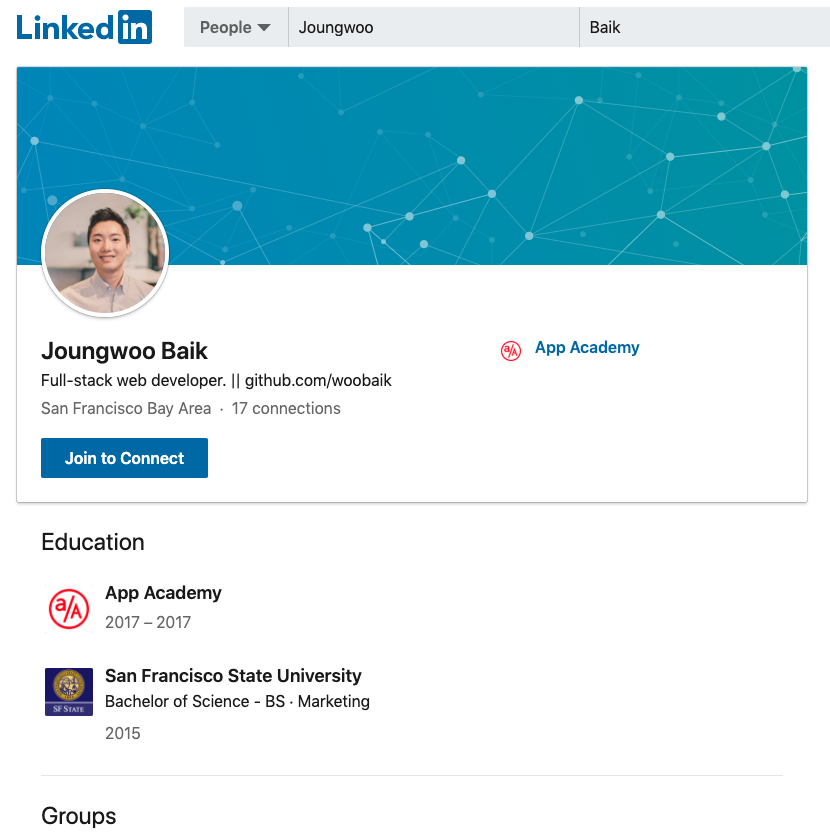 LinkedIn People Joungwoo Baik
Joungwoo Baik
Full-stack web developer. || github.com/woobaik
San Francisco Bay Area · 17 connections
Join to Connect
a/A App Academy
Education
a/A
App Academy
2017 – 2017
SF STATE
San Francisco State University
Bachelor of Science - BS · Marketing
2015
Groups